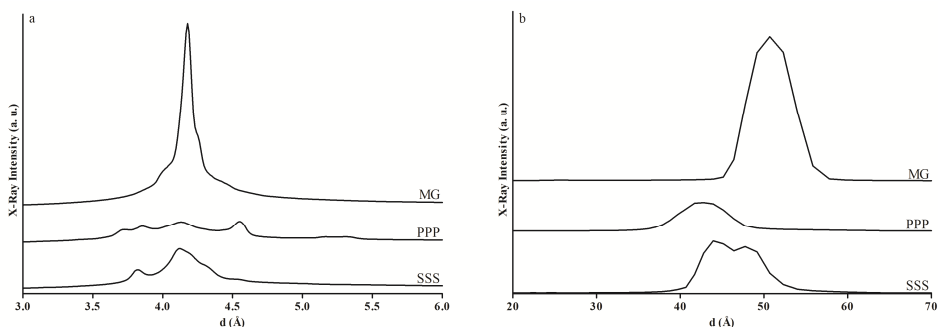 a
X-Ray Intensity (a. u.)
MG
PPP
SSS
3.0 3.5 4.0 4.5 5.0 5.5 6.0
d (Å)
b
X-Ray Intensity (a. u.)
MG
PPP
SSS
20 30 40 50 60 70
d (Å)